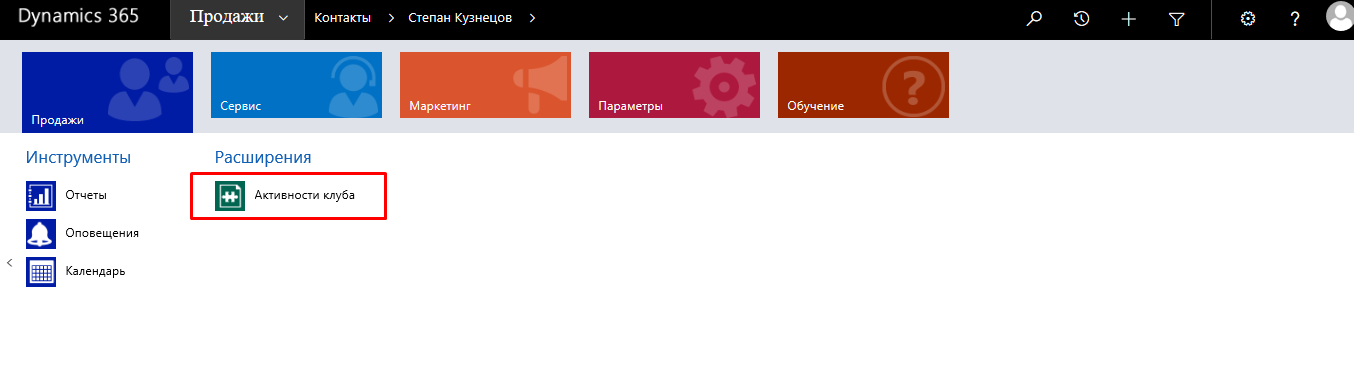 Dynamics 365 Продажи Контакты Степан Кузнецов
Продажи Сервис Маркетинг Параметры Обучение
Инструменты Расширения
Отчеты Активности клуба
Оповещения
Календарь